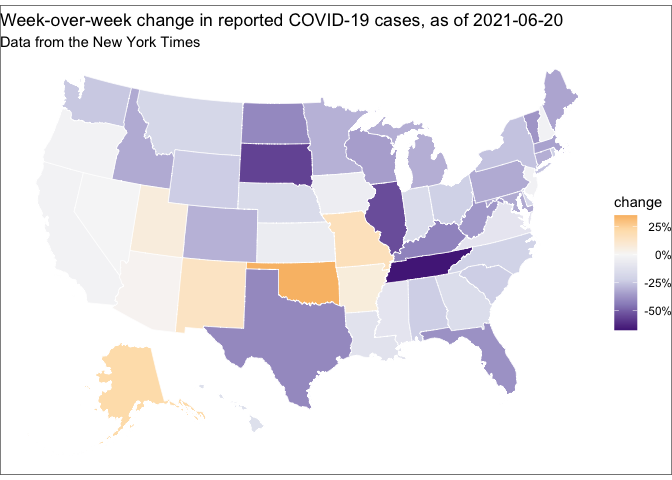 Week-over-week change in reported COVID-19 cases, as of 2021-06-20
Data from the New York Times
change
25%
0%
-25%
-50%